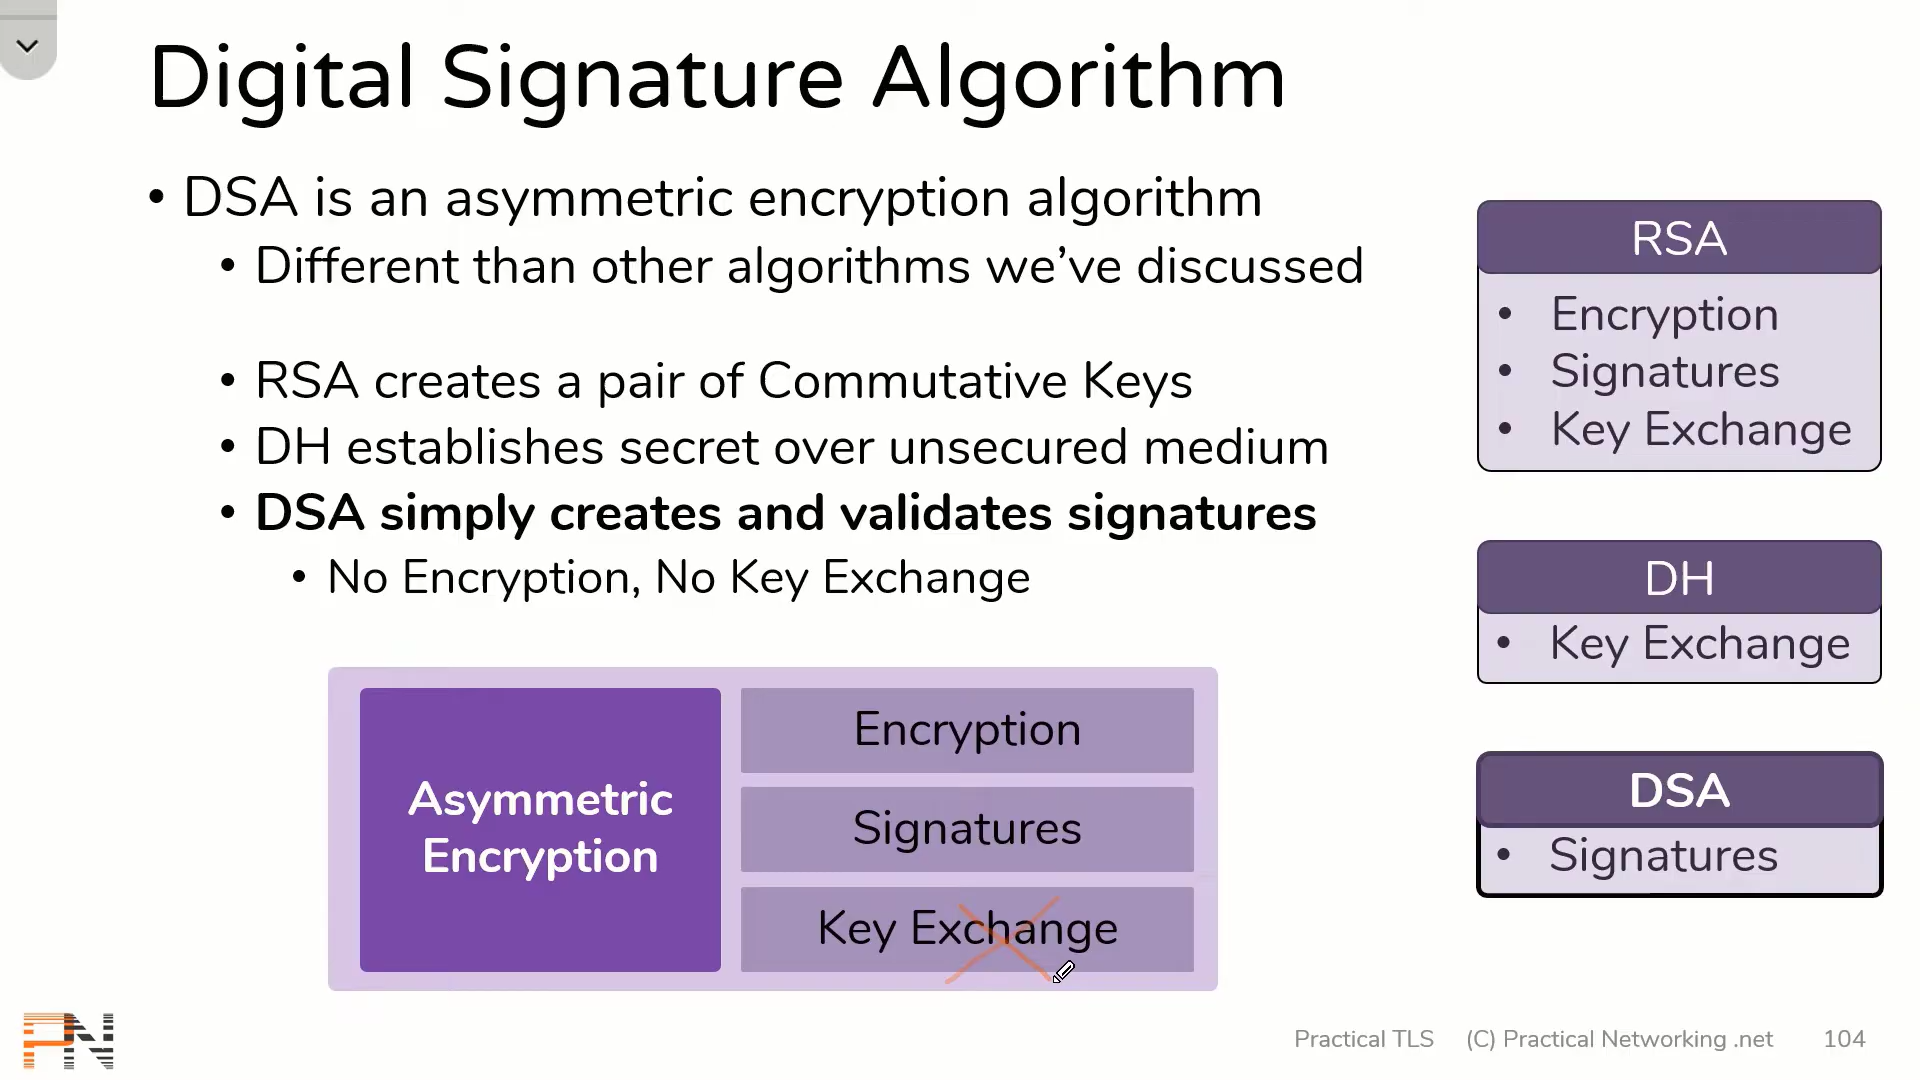 Digital Signature Algorithm
• DSA is an asymmetric encryption algorithm
• Different than other algorithms we’ve discussed
• RSA creates a pair of Commutative Keys
• DH establishes secret over unsecured medium
• DSA simply creates and validates signatures
• No Encryption, No Key Exchange
Asymmetric
Encryption
Encryption
Signatures
Key Exchange
RSA
• Encryption
• Signatures
• Key Exchange
DH
• Key Exchange
DSA
• Signatures
PN
Practical TLS (C) Practical Networking .net 104